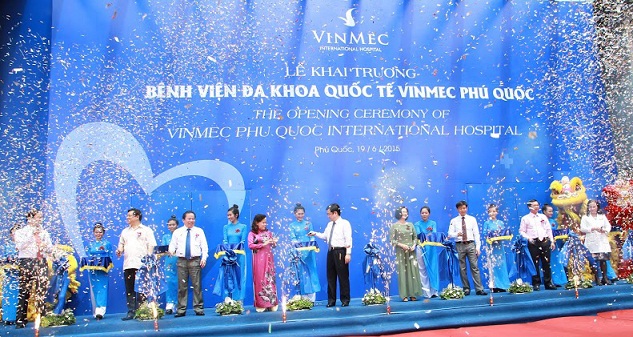 VINMEC
INTERNATIONAL HOSPITAL
LỄ KHAI TRƯƠNG
BỆNH VIỆN ĐA KHOA QUỐC TẾ VINMEC PHÚ QUỐC
THE OPENING CEREMONY OF
VINMEC PHU QUOC INTERNATIONAL HOSPITAL
Phú Quốc, 19 / 6 / 2015